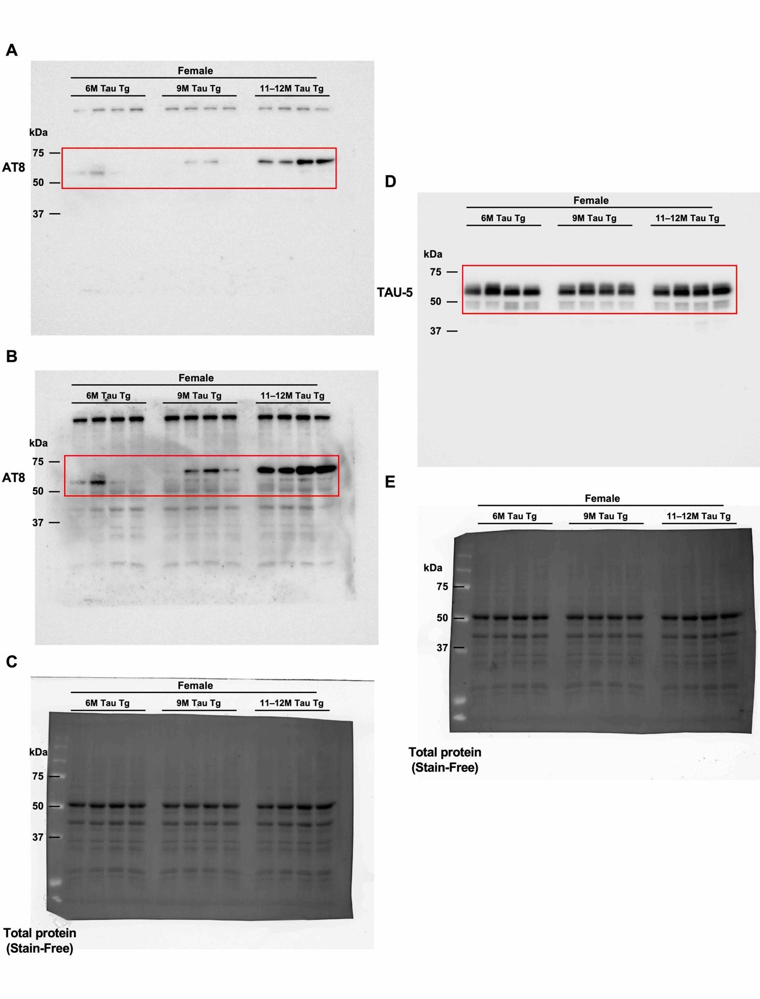 A
Female
6M Tau Tg
9M Tau Tg
11–12M Tau Tg
kDa
75
AT8
50
37
B
Female
6M Tau Tg
9M Tau Tg
11–12M Tau Tg
kDa
75
AT8
50
37
C
Female
6M Tau Tg
9M Tau Tg
11–12M Tau Tg
kDa
75
50
37
Total protein
(Stain-Free)
D
Female
6M Tau Tg
9M Tau Tg
11–12M Tau Tg
kDa
75
TAU-5
50
37
E
Female
6M Tau Tg
9M Tau Tg
11–12M Tau Tg
kDa
75
50
37
Total protein
(Stain-Free)